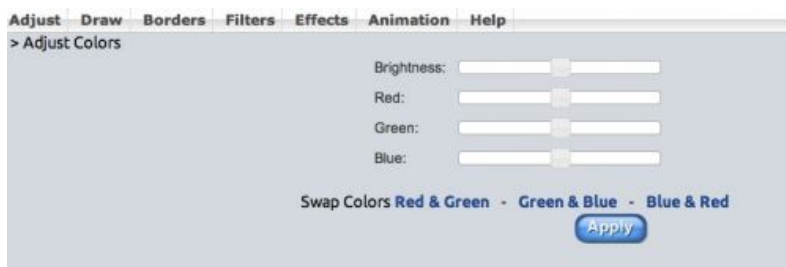 Adjust Draw Borders Filters Effects Animation Help
> Adjust Colors
Brightness:
Red:
Green:
Blue:
Swap Colors Red & Green - Green & Blue - Blue & Red
Apply